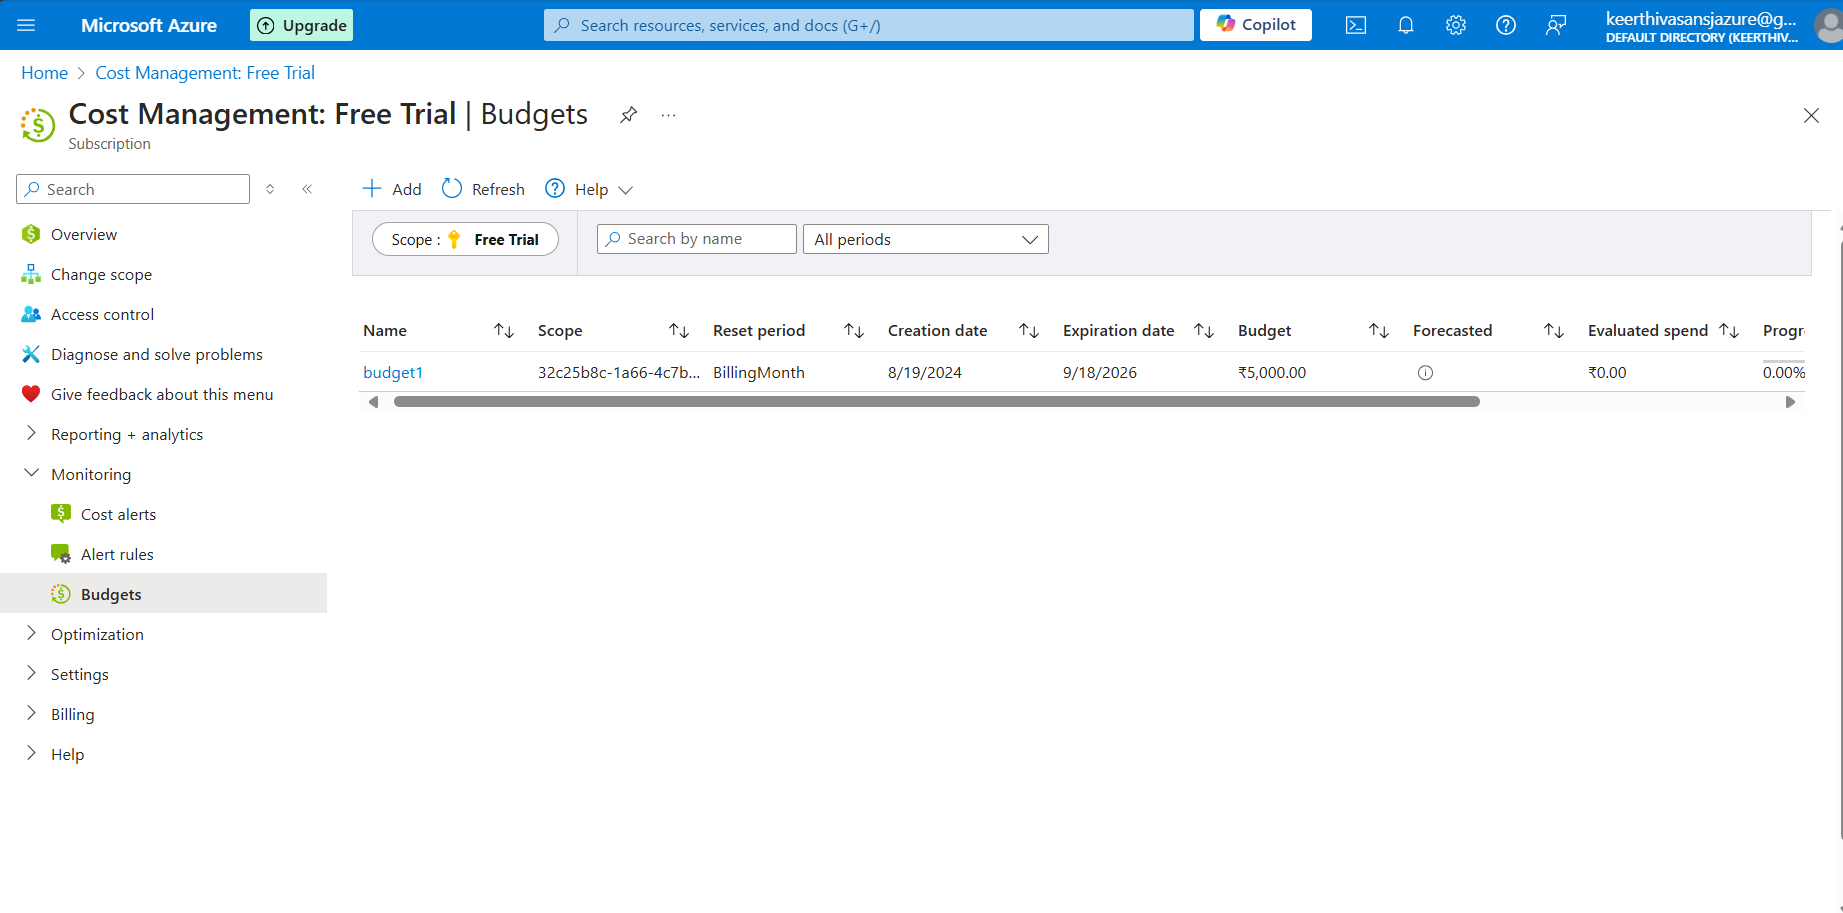 Microsoft Azure
Upgrade
Search resources, services, and docs (G+/)
Copilot
keerthivasansjazure@g...
DEFAULT DIRECTORY (KEERTHIV...
Home > Cost Management: Free Trial
Cost Management: Free Trial | Budgets
...
Subscription
Search
Add
Refresh
Help
Overview
Change scope
Access control
Diagnose and solve problems
Give feedback about this menu
Reporting + analytics
Monitoring
Cost alerts
Alert rules
Budgets
Optimization
Settings
Billing
Help
Scope : Free Trial
Search by name
All periods
Name Scope Reset period Creation date Expiration date Budget Forecasted Evaluated spend Progr
budget1 32c25b8c-1a66-4c7b... BillingMonth 8/19/2024 9/18/2026 ₹5,000.00 ₹0.00 0.00%